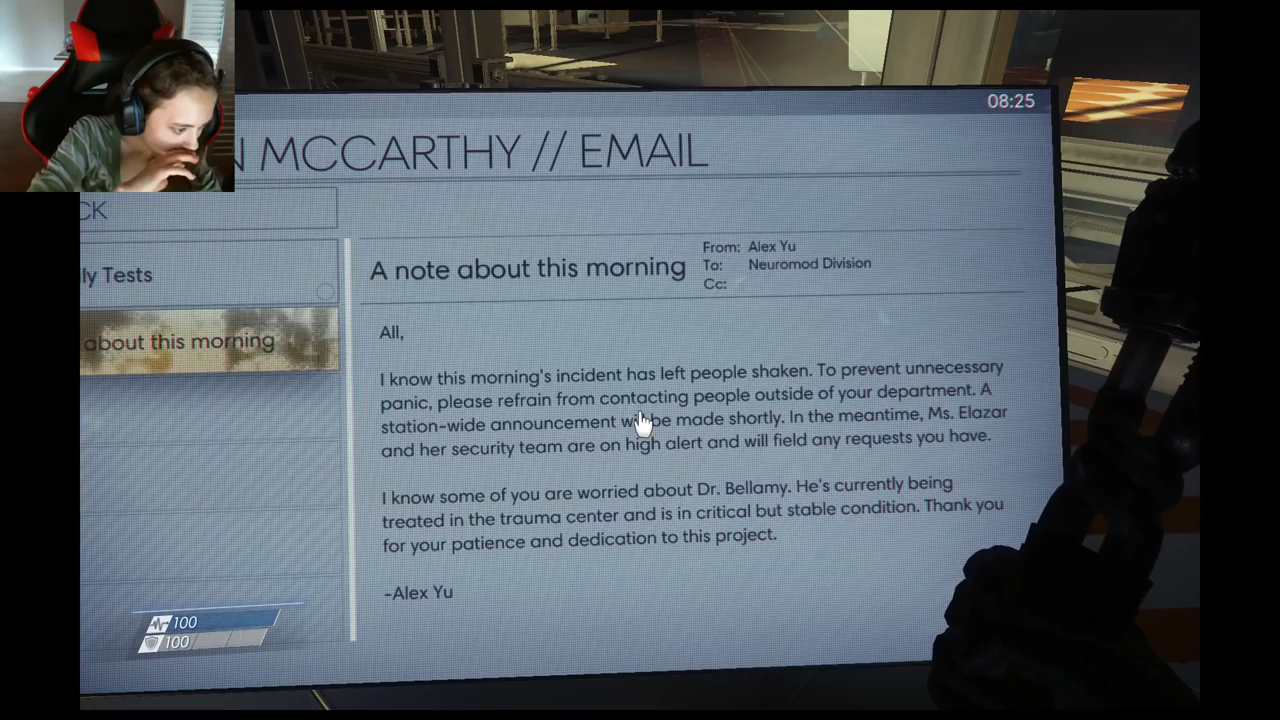 08:25
N MCCARTHY // EMAIL
CK
ly Tests
about this morning
A note about this morning
From: Alex Yu
To: Neuromod Division
Cc:
All,
I know this morning's incident has left people shaken. To prevent unnecessary
panic, please refrain from contacting people outside of your department. A
station-wide announcement will be made shortly. In the meantime, Ms. Elazar
and her security team are on high alert and will field any requests you have.
I know some of you are worried about Dr. Bellamy. He's currently being
treated in the trauma center and is in critical but stable condition. Thank you
for your patience and dedication to this project.
-Alex Yu
100
100